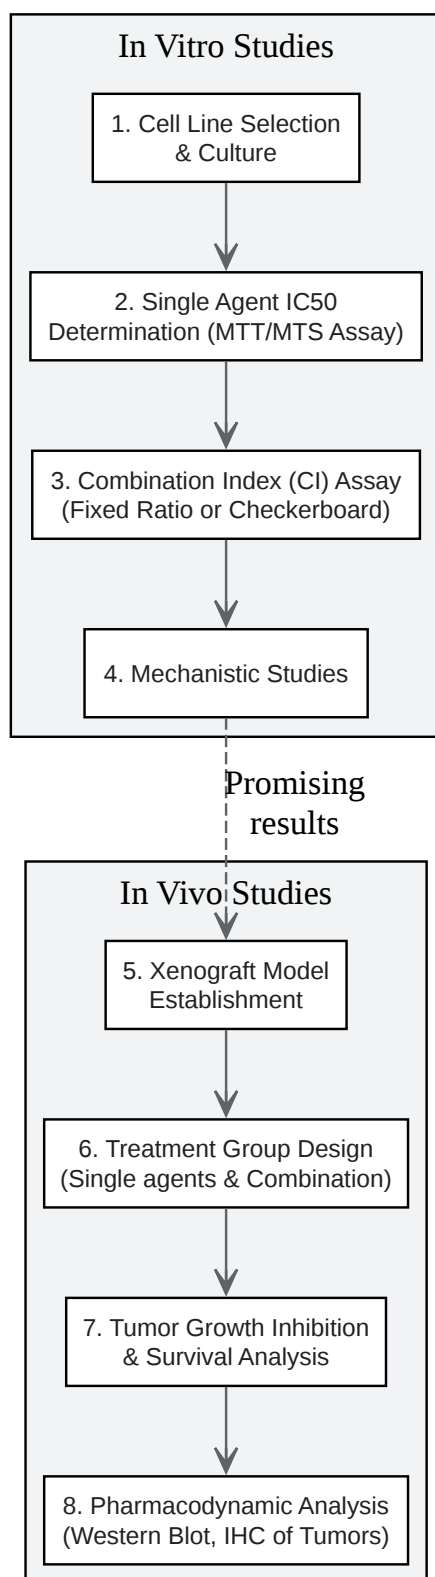 In Vitro Studies
1. Cell Line Selection
& Culture
2. Single Agent IC50
Determination (MTT/MTS Assay)
3. Combination Index (CI) Assay
(Fixed Ratio or Checkerboard)
4. Mechanistic Studies
Promising
results
In Vivo Studies
5. Xenograft Model
Establishment
6. Treatment Group Design
(Single agents & Combination)
7. Tumor Growth Inhibition
& Survival Analysis
8. Pharmacodynamic Analysis
(Western Blot, IHC of Tumors)